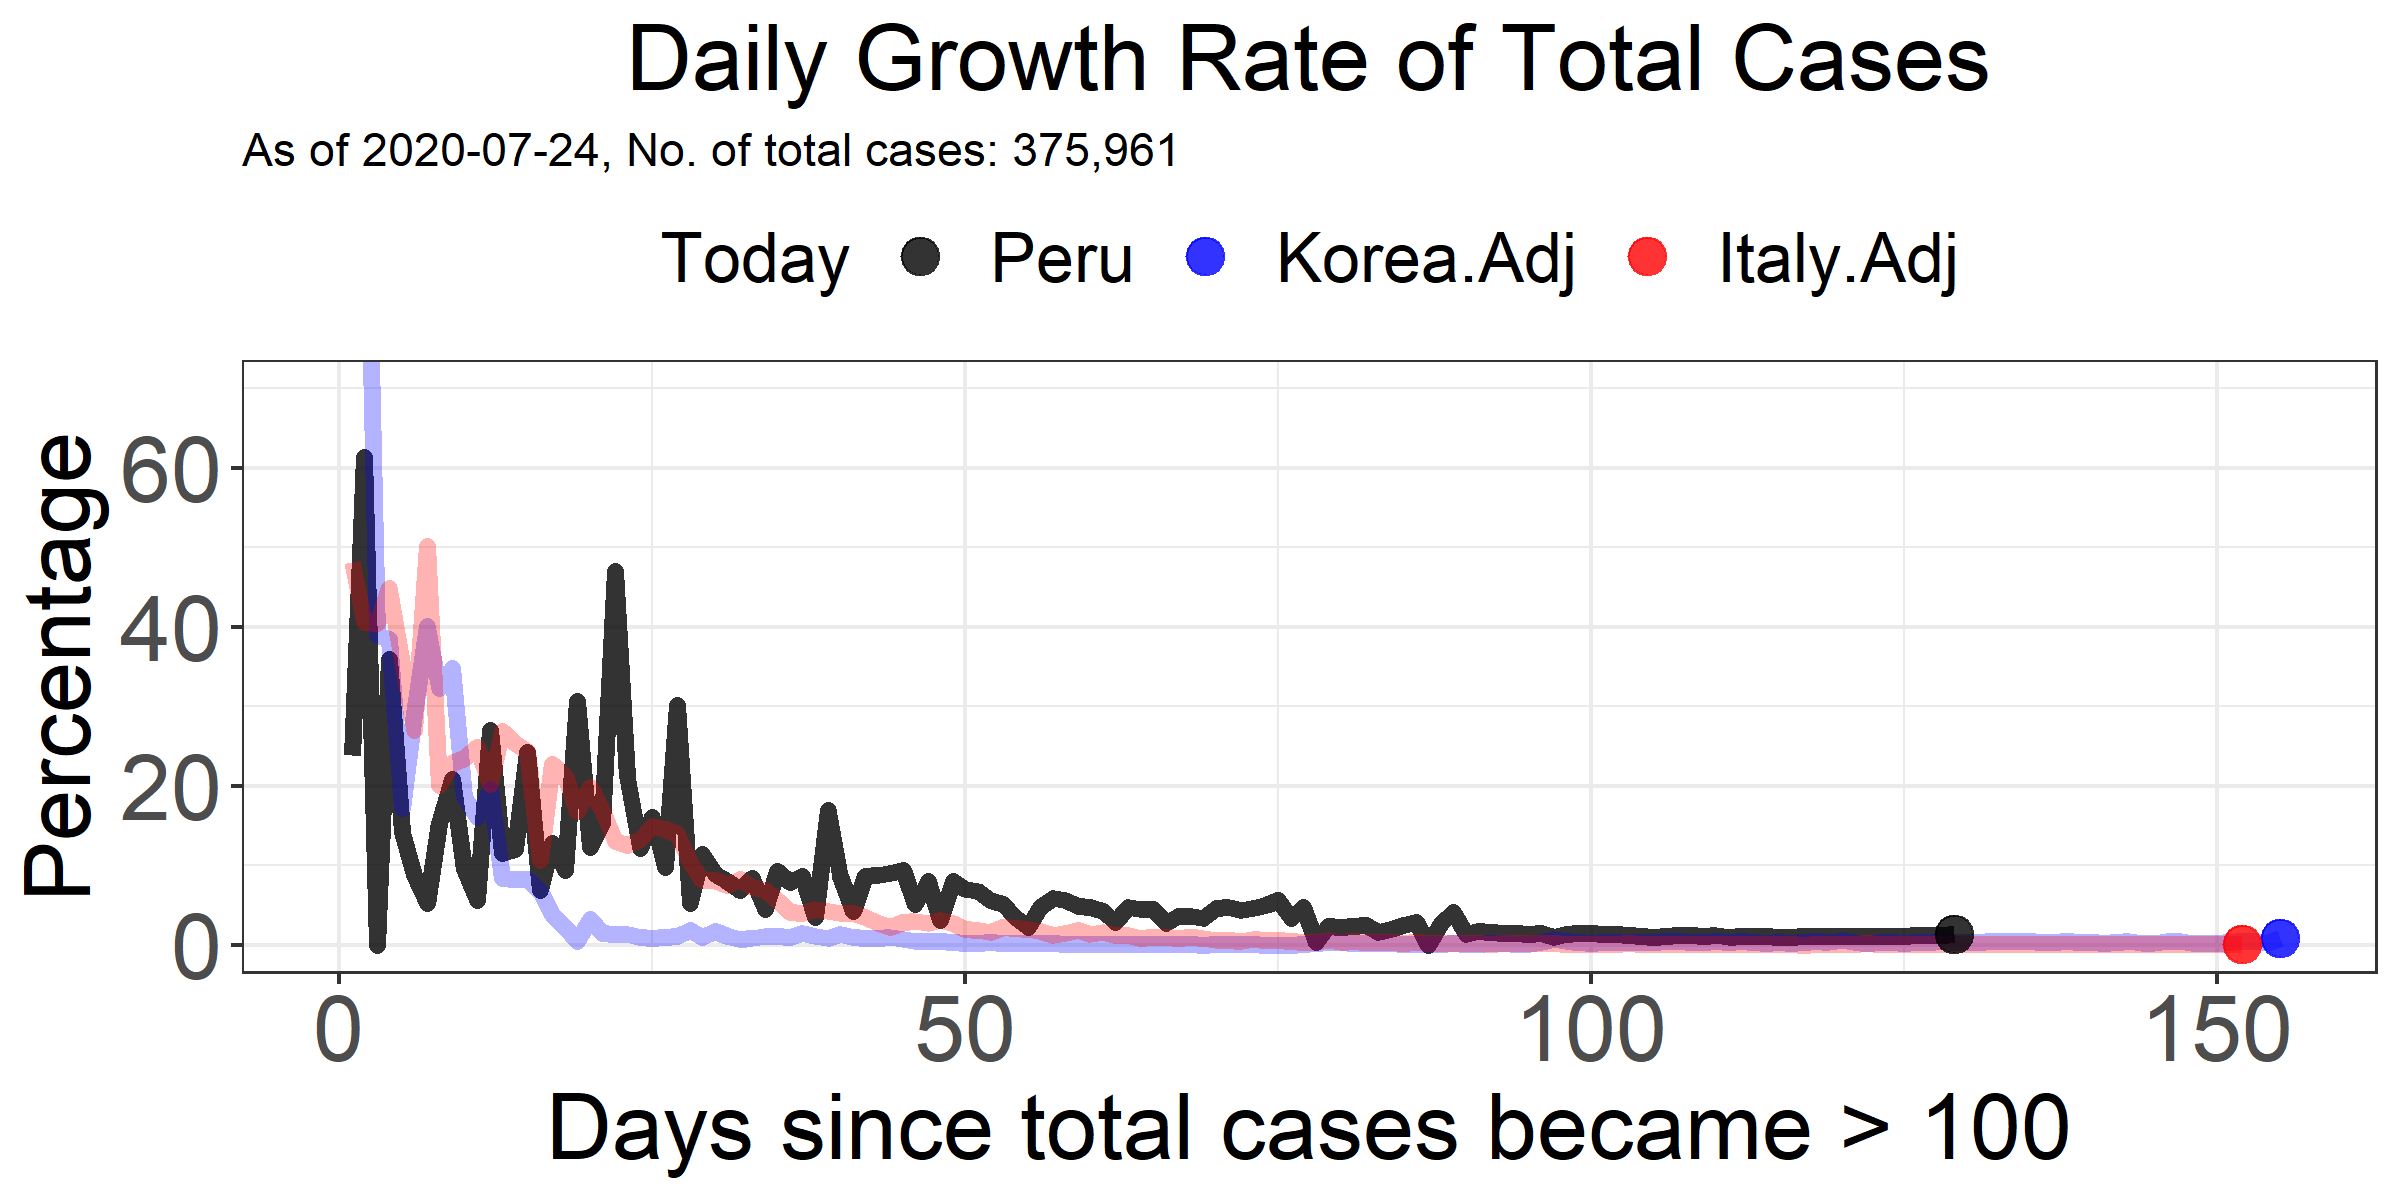 Daily Growth Rate of Total Cases
As of 2020-07-24, No. of total cases: 375,961
Today Peru Korea.Adj Italy.Adj
Percentage
60
40
20
0
0 50 100 150
Days since total cases became > 100